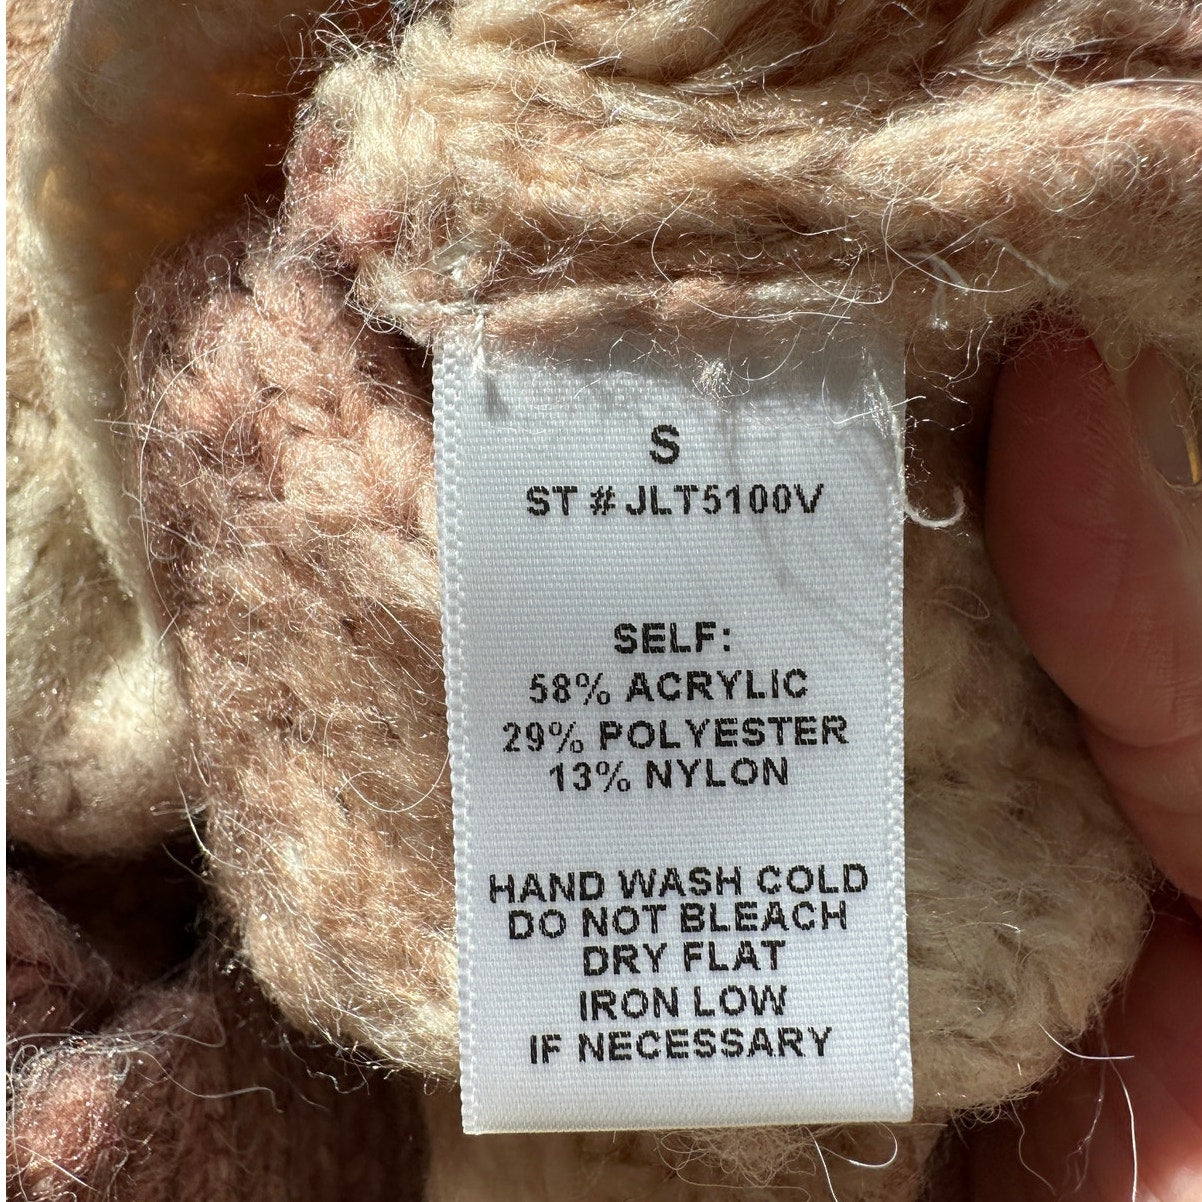 S
ST # JLT5100V
SELF:
58% ACRYLIC
29% POLYESTER
13% NYLON
HAND WASH COLD
DO NOT BLEACH
DRY FLAT
IRON LOW
IF NECESSARY